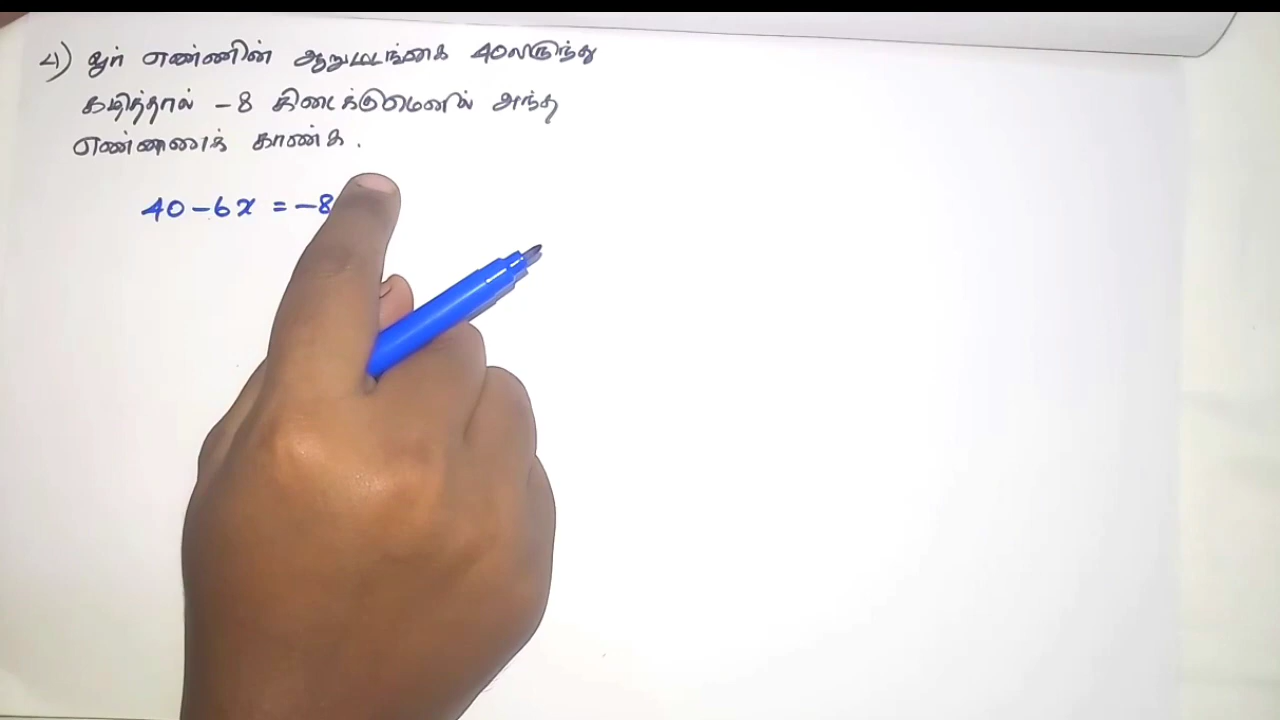 4) ஓர் எண்ணின் ஆறுமடங்கை 40லிருந்து
கழித்தால் -8 கிடைக்குமெனில் அந்த
எண்ணைக் காண்க.
40 - 6x = -8